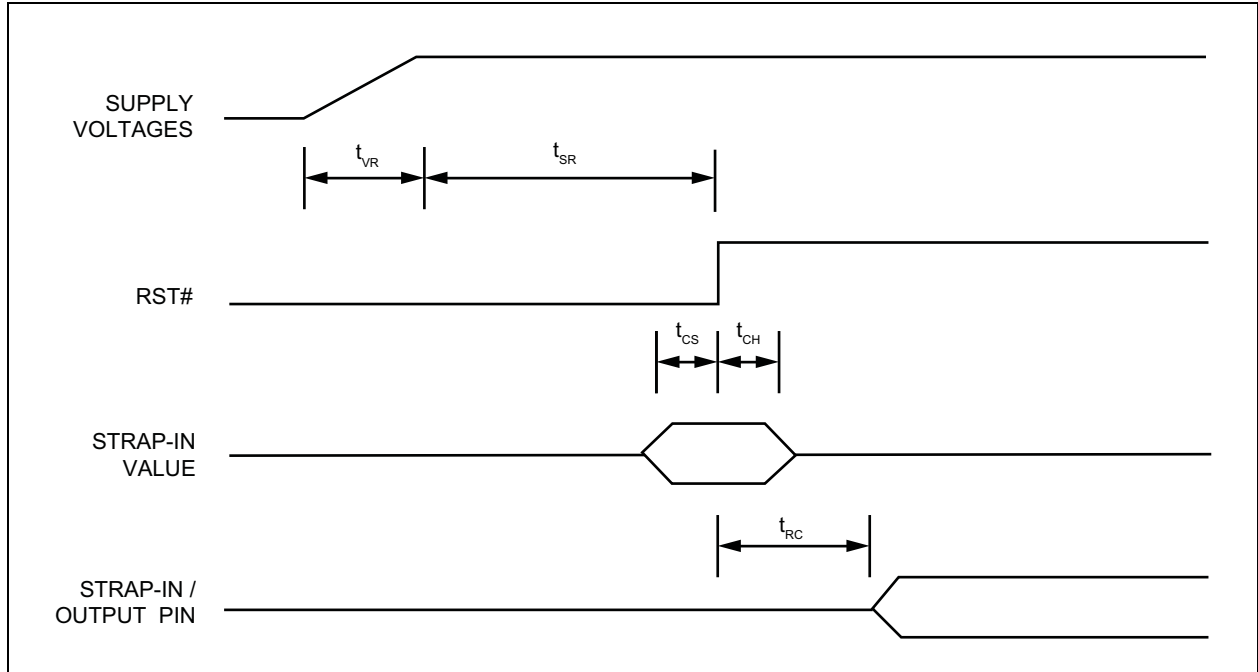 SUPPLY
VOLTAGES
tVR
tSR
RST#
tCS
tCH
STRAP-IN
VALUE
tRC
STRAP-IN /
OUTPUT PIN